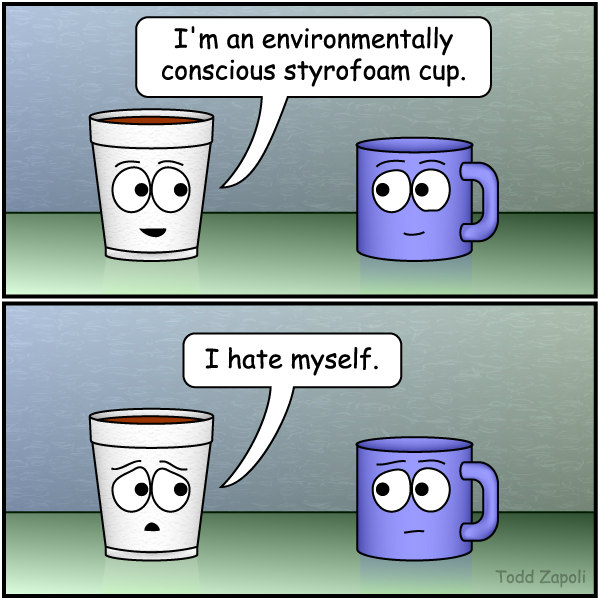 I'm an environmentally
conscious styrofoam cup.
I hate myself.
Todd Zapoli